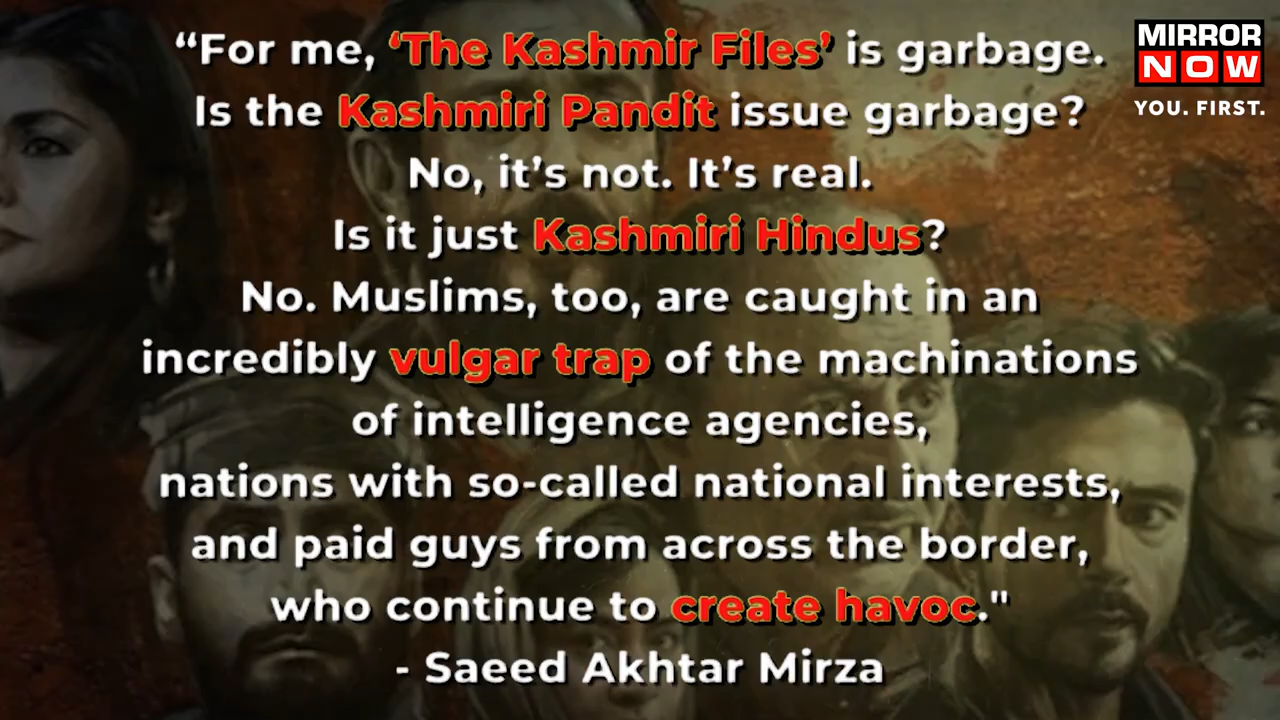 “For me, ‘The Kashmir Files’ is garbage.
Is the Kashmiri Pandit issue garbage?
No, it’s not. It’s real.
Is it just Kashmiri Hindus?
No. Muslims, too, are caught in an
incredibly vulgar trap of the machinations
of intelligence agencies,
nations with so-called national interests,
and paid guys from across the border,
who continue to create havoc."
- Saeed Akhtar Mirza
MIRROR
NOW
YOU. FIRST.